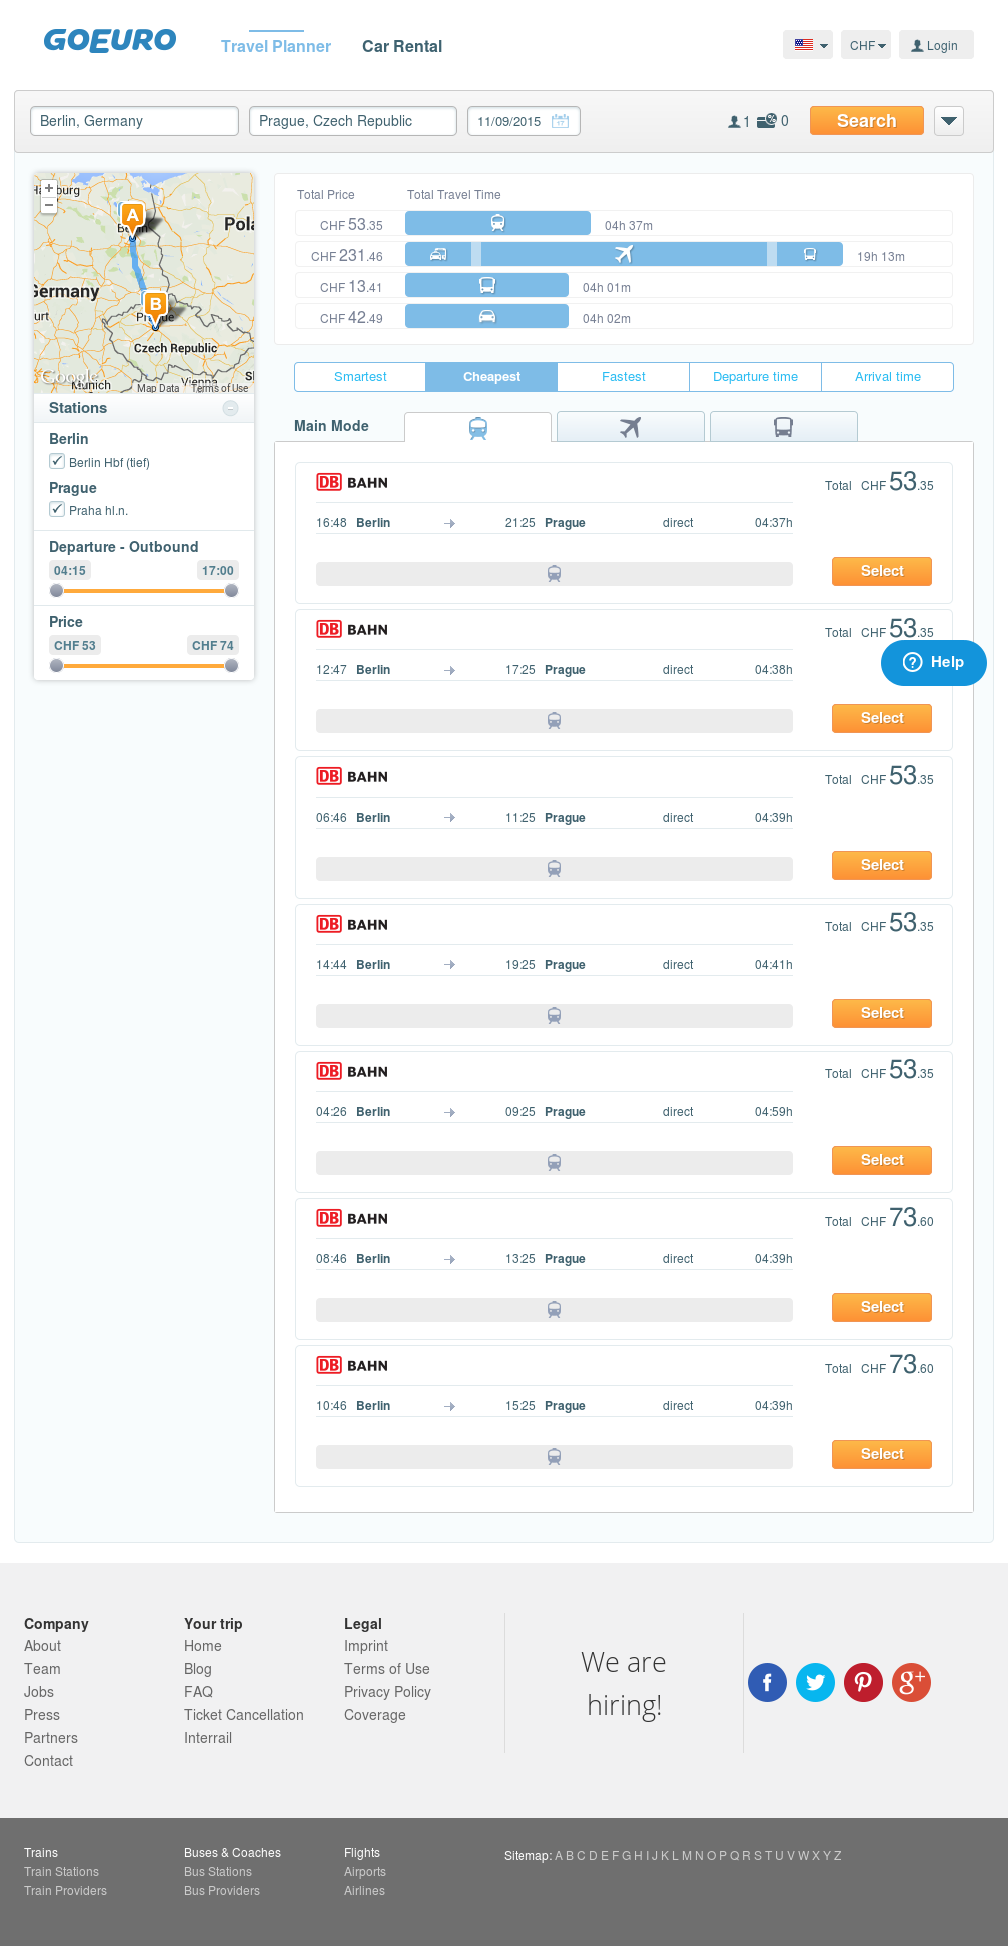 GOEURO
Travel Planner
Car Rental
CHF
Login
Berlin, Germany
Prague, Czech Republic
11/09/2015
1
0
Search
Pola
Germany
Czech Republic
Google
Map Data
Terms of Use
Stations
Berlin
Berlin Hbf (tief)
Prague
Praha hl.n.
Departure - Outbound
04:15
17:00
Price
CHF 53
CHF 74
Total Price
Total Travel Time
CHF 53.35
04h 37m
CHF 231.46
19h 13m
CHF 13.41
04h 01m
CHF 42.49
04h 02m
Smartest
Cheapest
Fastest
Departure time
Arrival time
Main Mode
DB BAHN
Total CHF 53.35
16:48 Berlin 21:25 Prague direct 04:37h
Select
DB BAHN
Total CHF 53.35
12:47 Berlin 17:25 Prague direct 04:38h
Help
Select
DB BAHN
Total CHF 53.35
06:46 Berlin 11:25 Prague direct 04:39h
Select
DB BAHN
Total CHF 53.35
14:44 Berlin 19:25 Prague direct 04:41h
Select
DB BAHN
Total CHF 53.35
04:26 Berlin 09:25 Prague direct 04:59h
Select
DB BAHN
Total CHF 73.60
08:46 Berlin 13:25 Prague direct 04:39h
Select
DB BAHN
Total CHF 73.60
10:46 Berlin 15:25 Prague direct 04:39h
Select
Company
About
Team
Jobs
Press
Partners
Contact
Your trip
Home
Blog
FAQ
Ticket Cancellation
Interrail
Legal
Imprint
Terms of Use
Privacy Policy
Coverage
We are
hiring!
Trains
Train Stations
Train Providers
Buses & Coaches
Bus Stations
Bus Providers
Flights
Airports
Airlines
Sitemap: A B C D E F G H I J K L M N O P Q R S T U V W X Y Z